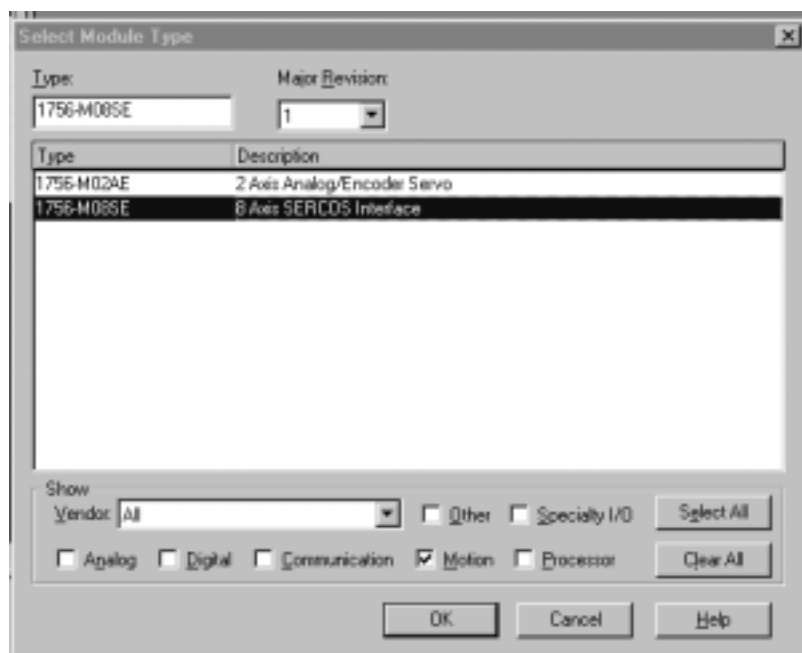 Select Module Type
Type: Major Revision:
1756-M08SE 1
Type Description
1756-M02AE 2 Axis Analog/Encoder Servo
1756-M08SE 8 Axis SERCOS Interface
Show
Vendor: All Other Specialty I/O Select All
Analog Digital Communication Motion Processor Clear All
OK Cancel Help